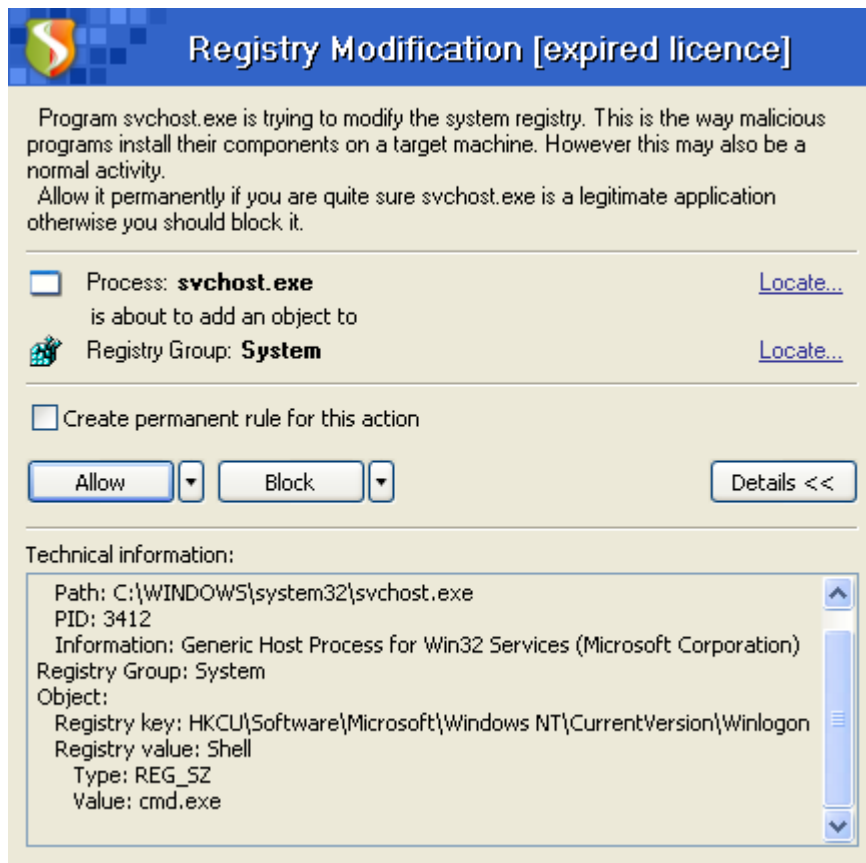 Registry Modification [expired licence]
Program svchost.exe is trying to modify the system registry. This is the way malicious
programs install their components on a target machine. However this may also be a
normal activity.
Allow it permanently if you are quite sure svchost.exe is a legitimate application
otherwise you should block it.
Process: svchost.exe Locate...
is about to add an object to
Registry Group: System Locate...
Create permanent rule for this action
Allow Block Details <<
Technical information:
Path: C:\WINDOWS\system32\svchost.exe
PID: 3412
Information: Generic Host Process for Win32 Services (Microsoft Corporation)
Registry Group: System
Object:
Registry key: HKCU\Software\Microsoft\Windows NT\CurrentVersion\Winlogon
Registry value: Shell
Type: REG_SZ
Value: cmd.exe